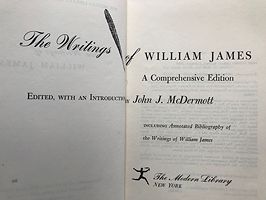 The Writings of WILLIAM JAMES
A Comprehensive Edition
EDITED, WITH AN INTRODUCTION John J. McDermott
INCLUDING Annotated Bibliography of
the Writings of William James
The Modern Library
NEW YORK